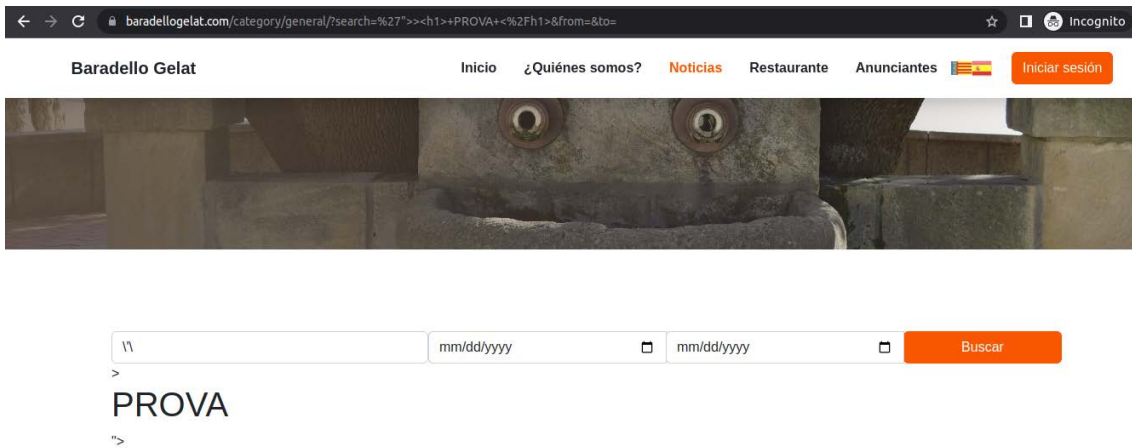 baradellogelat.com/category/general/?search=%27">><h1>+PROVA+<%2Fh1>&from=&to=
Incognito
Baradello Gelat
Inicio ¿Quiénes somos? Noticias Restaurante Anunciantes Iniciar sesión
\'\ mm/dd/yyyy mm/dd/yyyy Buscar
>
PROVA
">